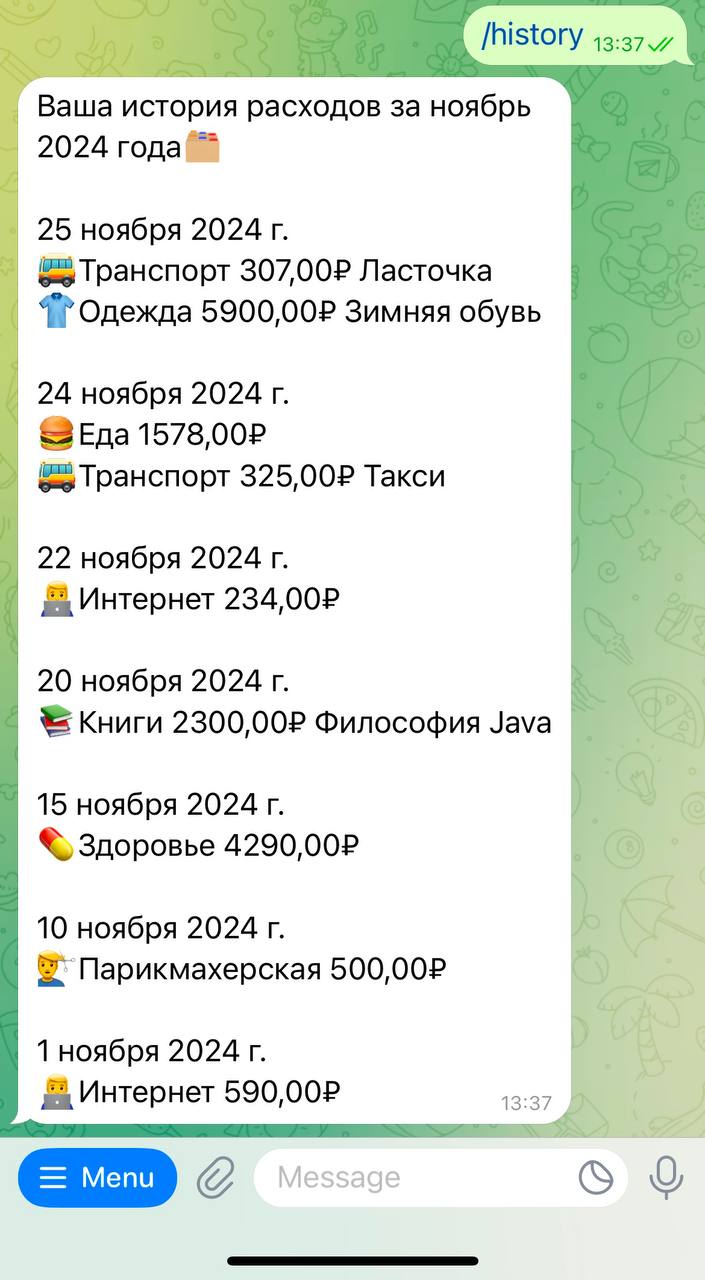 /history 13:37
Ваша история расходов за ноябрь
2024 года
25 ноября 2024 г.
Транспорт 307,00₽ Ласточка
Одежда 5900,00₽ Зимняя обувь
24 ноября 2024 г.
Еда 1578,00₽
Транспорт 325,00₽ Такси
22 ноября 2024 г.
Интернет 234,00₽
20 ноября 2024 г.
Книги 2300,00₽ Философия Java
15 ноября 2024 г.
Здоровье 4290,00₽
10 ноября 2024 г.
Парикмахерская 500,00₽
1 ноября 2024 г.
Интернет 590,00₽
13:37
Menu
Message